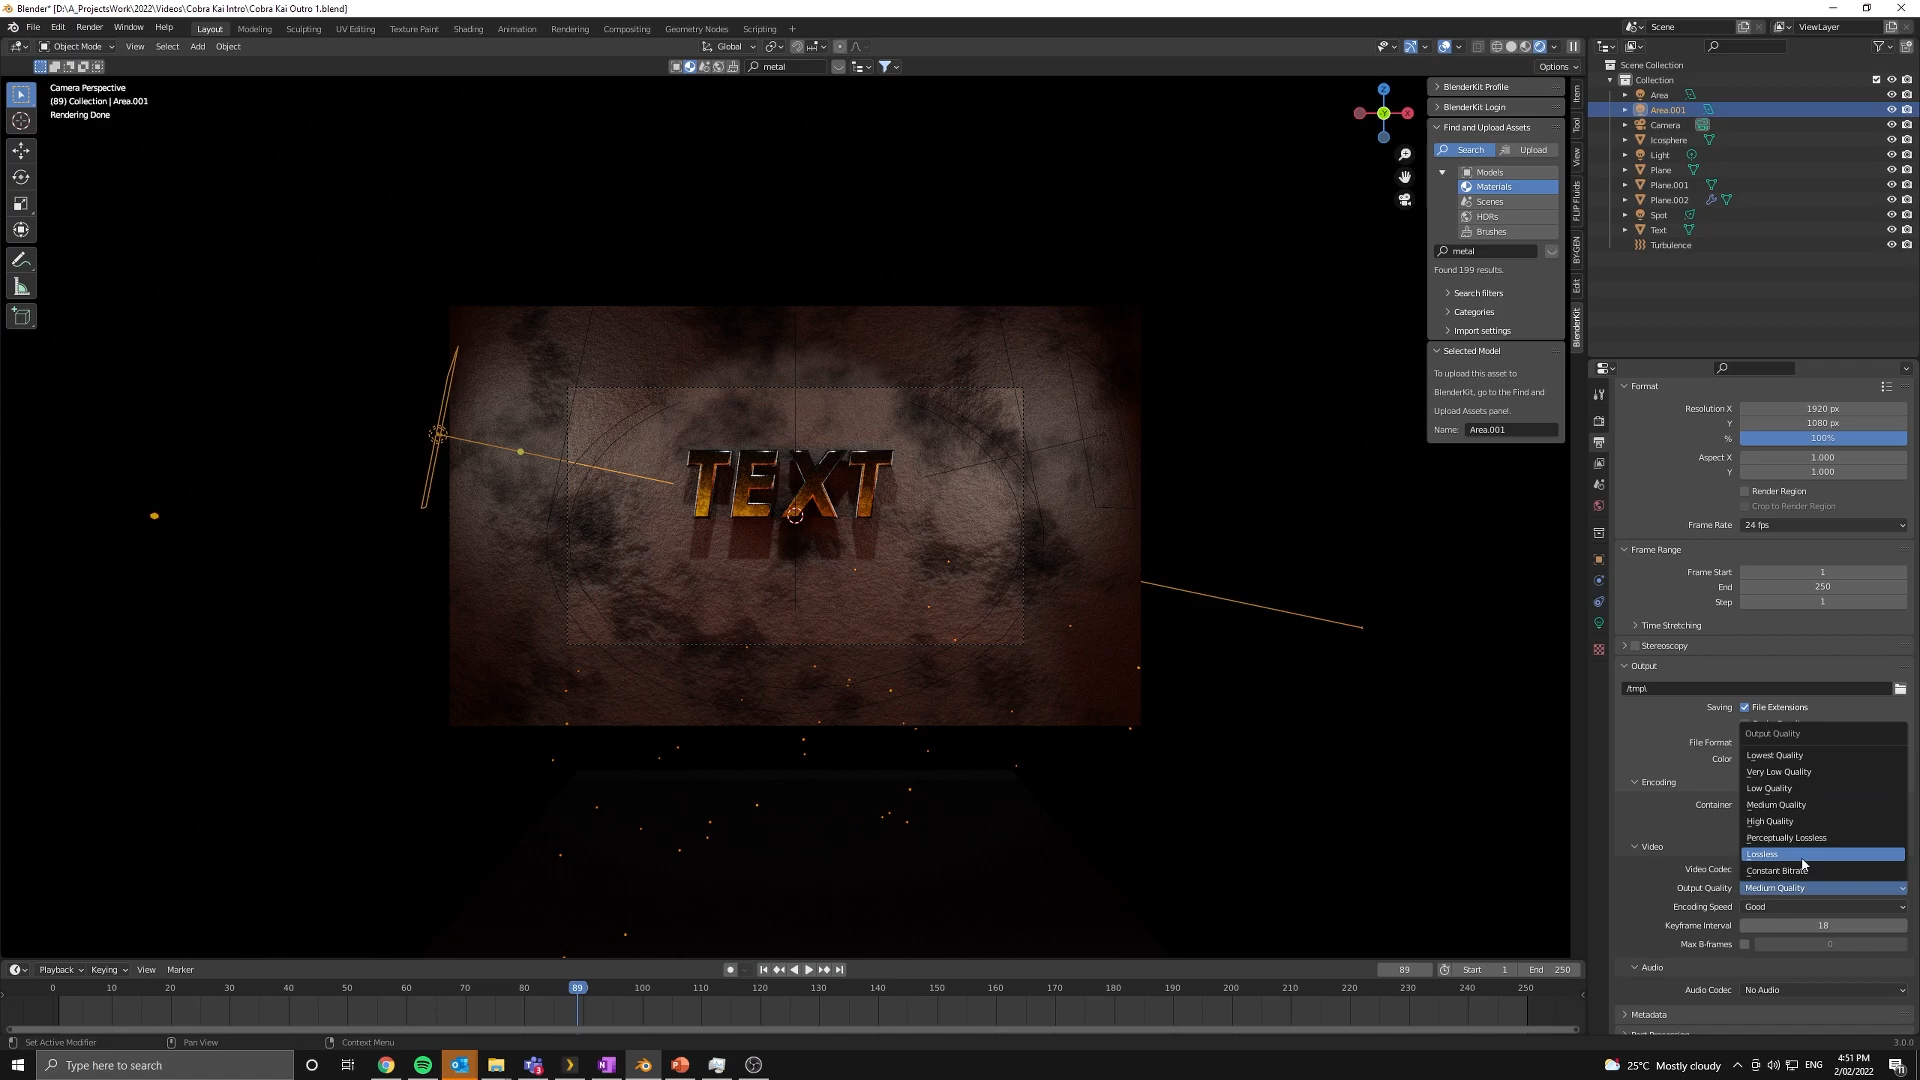 Blender* [D:\A_ProjectsWork\2022\Videos\Cobra Kai Intro\Cobra Kai Outro 1.blend]
File Edit Render Window Help Layout Modeling Sculpting UV Editing Texture Paint Shading Animation Rendering Compositing Geometry Nodes Scripting + Scene ViewLayer
Object Mode View Select Add Object Global
metal Options
Camera Perspective
(89) Collection | Area.001
Rendering Done
BlenderKit Profile
BlenderKit Login
Find and Upload Assets
Search Upload
Models
Materials
Scenes
HDRs
Brushes
metal
Found 199 results.
Search filters
Categories
Import settings
Selected Model
To upload this asset to
BlenderKit, go to the Find and
Upload Assets panel.
Name: Area.001
Item
Tool
View
FLIP Fluids
BY-GEN
Edit
BlenderKit
Z
Y
X
TEXT
Scene Collection
Collection
Area
Area.001
Camera
Icosphere
Light
Plane
Plane.001
Plane.002
Spot
Text
Turbulence
Format
Resolution X 1920 px
Y 1080 px
% 100%
Aspect X 1.000
Y 1.000
Render Region
Crop to Render Region
Frame Rate 24 fps
Frame Range
Frame Start 1
End 250
Step 1
Time Stretching
Stereoscopy
Output
/tmp\
Saving File Extensions
Output Quality
File Format
Lowest Quality
Color
Very Low Quality
Encoding
Low Quality
Container Medium Quality
High Quality
Perceptually Lossless
Video
Lossless
Video Codec Constant Bitrate
Output Quality Medium Quality
Encoding Speed Good
Keyframe Interval 18
Max B-frames 0
Audio
Audio Codec No Audio
Metadata
Playback Keying View Marker 89 Start 1 End 250
0 20 30 40 50 60 70 80 89 100 110 120 130 140 150 160 170 180 190 200 210 220 230 240 250
Set Active Modifier Pan View Context Menu 3.0.0
Type here to search 25°C Mostly cloudy ENG 4:51 PM
2/02/2022